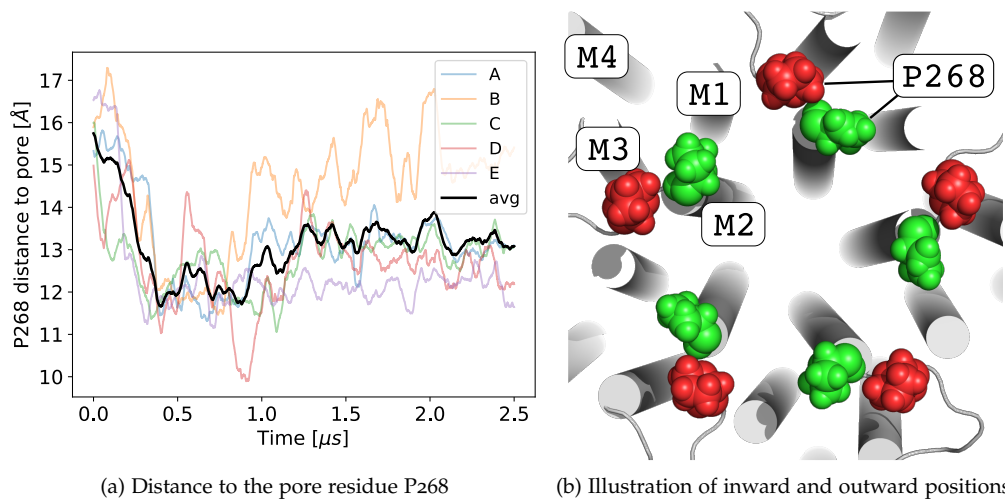 17
16
15
14
13
12
11
10
P268 distance to pore [Å]
0.0 0.5 1.0 1.5 2.0 2.5
Time [μs]
A
B
C
D
E
avg
(a) Distance to the pore residue P268
M4
P268
M1
M3
M2
(b) Illustration of inward and outward positions